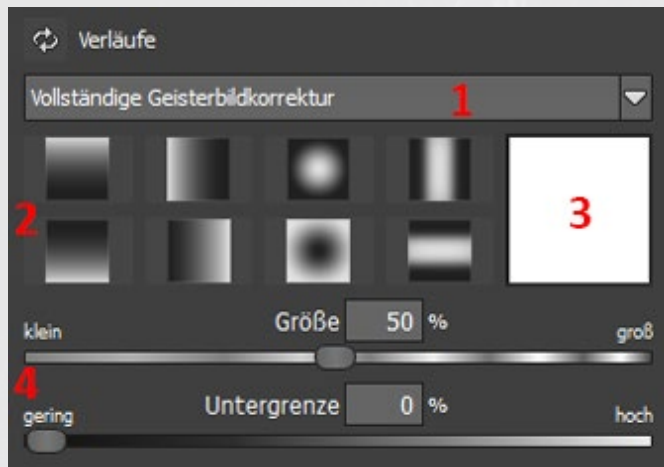 Verläufe
Vollständige Geisterbildkorrektur 1
2
3
Größe 50 %
klein groß
4
Untergrenze 0 %
gering hoch